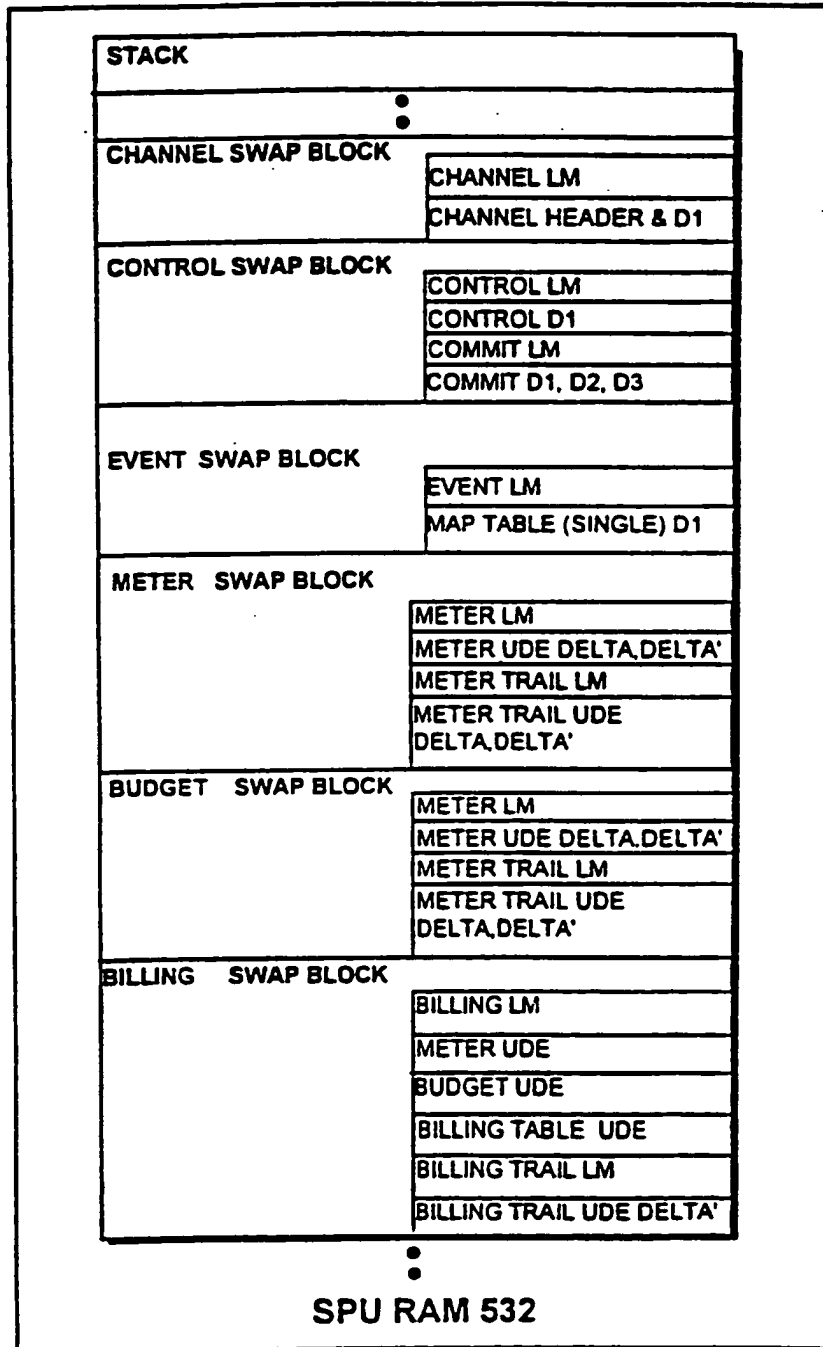 STACK
CHANNEL SWAP BLOCK
CHANNEL LM
CHANNEL HEADER & D1
CONTROL SWAP BLOCK
CONTROL LM
CONTROL D1
COMMIT LM
COMMIT D1, D2, D3
EVENT SWAP BLOCK
EVENT LM
MAP TABLE (SINGLE) D1
METER SWAP BLOCK
METER LM
METER UDE DELTA,DELTA'
METER TRAIL LM
METER TRAIL UDE
DELTA,DELTA'
BUDGET SWAP BLOCK
METER LM
METER UDE DELTA.DELTA'
METER TRAIL LM
METER TRAIL UDE
DELTA,DELTA'
BILLING SWAP BLOCK
BILLING LM
METER UDE
BUDGET UDE
BILLING TABLE UDE
BILLING TRAIL LM
BILLING TRAIL UDE DELTA'
SPU RAM 532